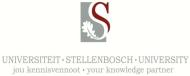 S
UNIVERSITEIT • STELLENBOSCH • UNIVERSITY
jou kennisvennoot • your knowledge partner